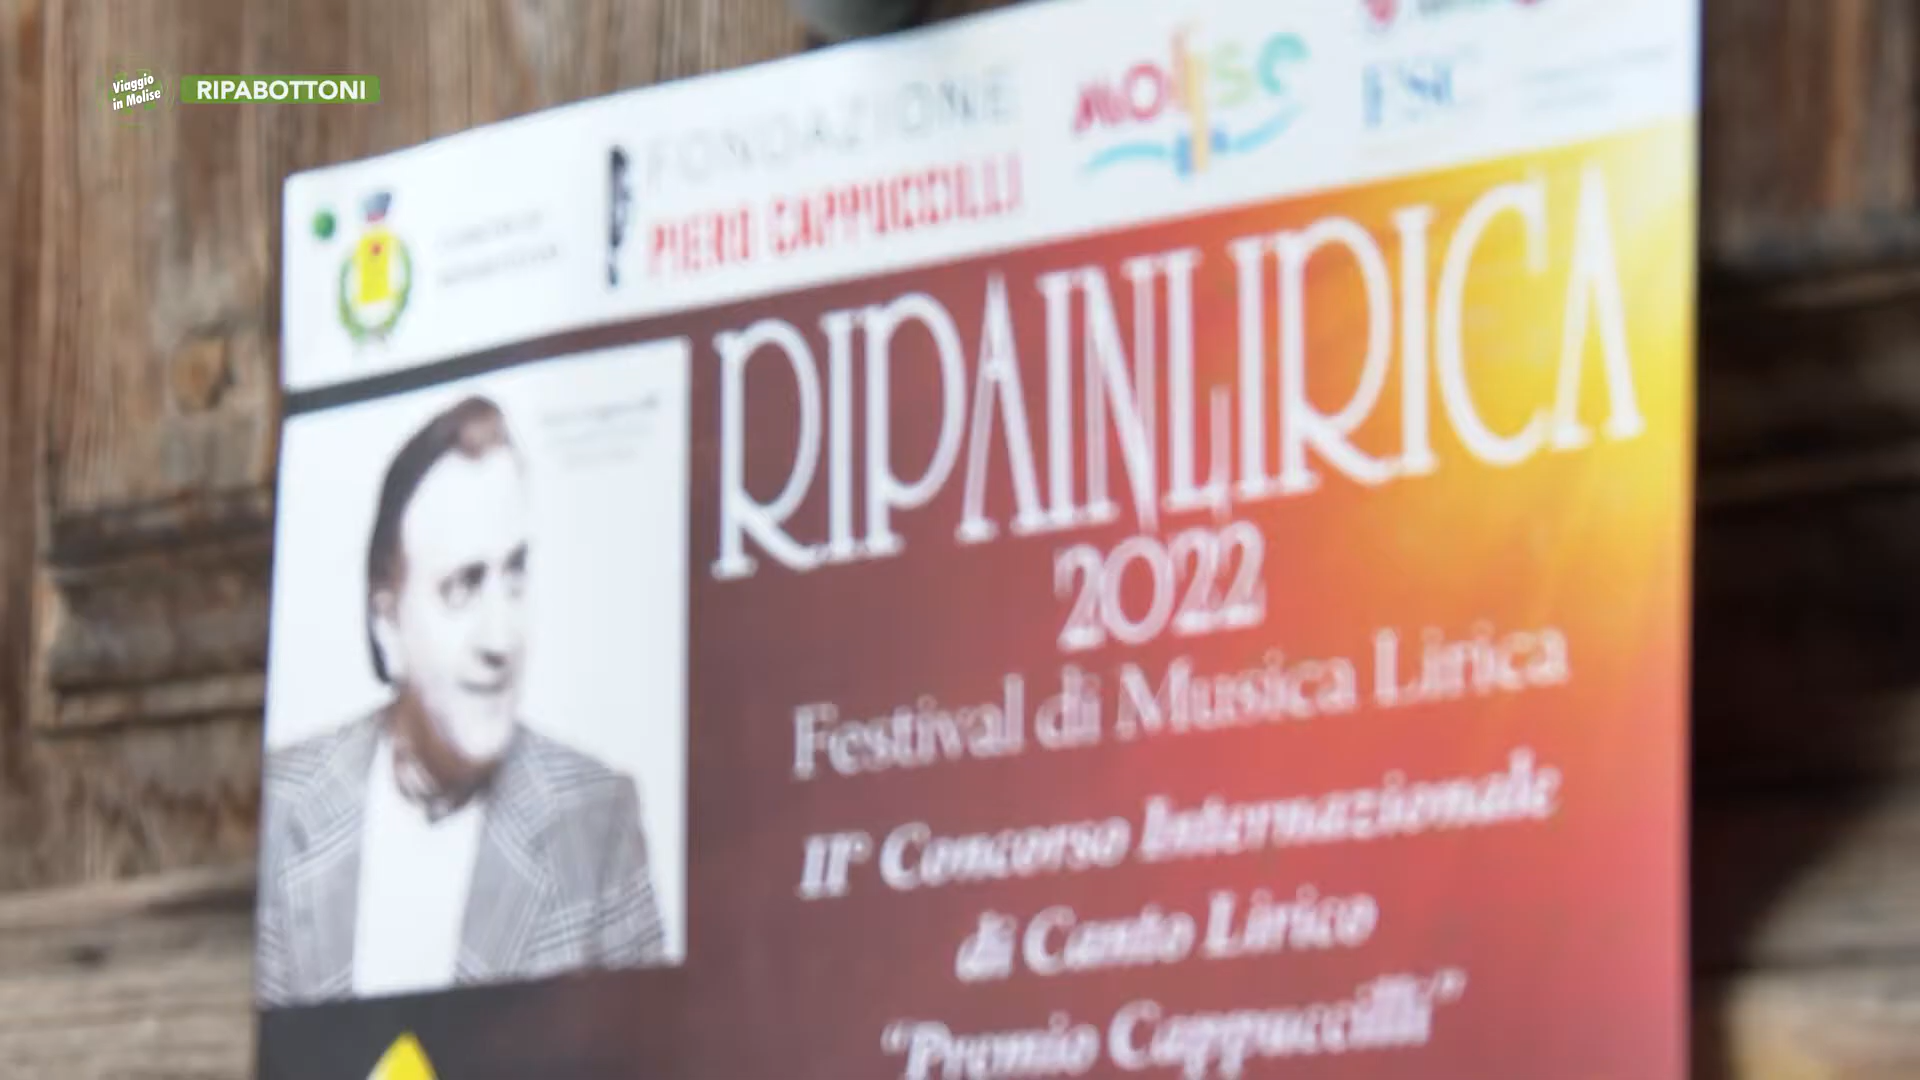 Viaggio
in Molise
RIPABOTTONI
FONDAZIONE
PIERO CAPPUCCILLI
MOLISE
RIPAINLIRICA
2022
Festival di Musica Lirica
II° Concorso Internazionale
di Canto Lirico
“Premio Cappuccilli”